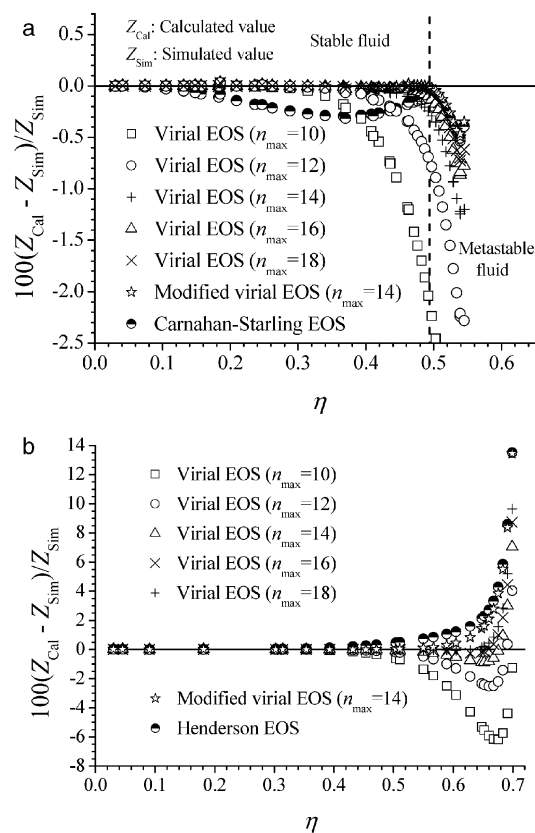 a
Z_Cal: Calculated value
Z_Sim: Simulated value
Stable fluid
Virial EOS (n_max=10)
Virial EOS (n_max=12)
Virial EOS (n_max=14)
Virial EOS (n_max=16)
Virial EOS (n_max=18)
Modified virial EOS (n_max=14)
Carnahan-Starling EOS
Metastable
fluid
100(Z_Cal - Z_Sim)/Z_Sim
0.5
0.0
-0.5
-1.0
-1.5
-2.0
-2.5
0.0 0.1 0.2 0.3 0.4 0.5 0.6
η
b
Virial EOS (n_max=10)
Virial EOS (n_max=12)
Virial EOS (n_max=14)
Virial EOS (n_max=16)
Virial EOS (n_max=18)
Modified virial EOS (n_max=14)
Henderson EOS
100(Z_Cal - Z_Sim)/Z_Sim
14
12
10
8
6
4
2
0
-2
-4
-6
-8
0.0 0.1 0.2 0.3 0.4 0.5 0.6 0.7
η